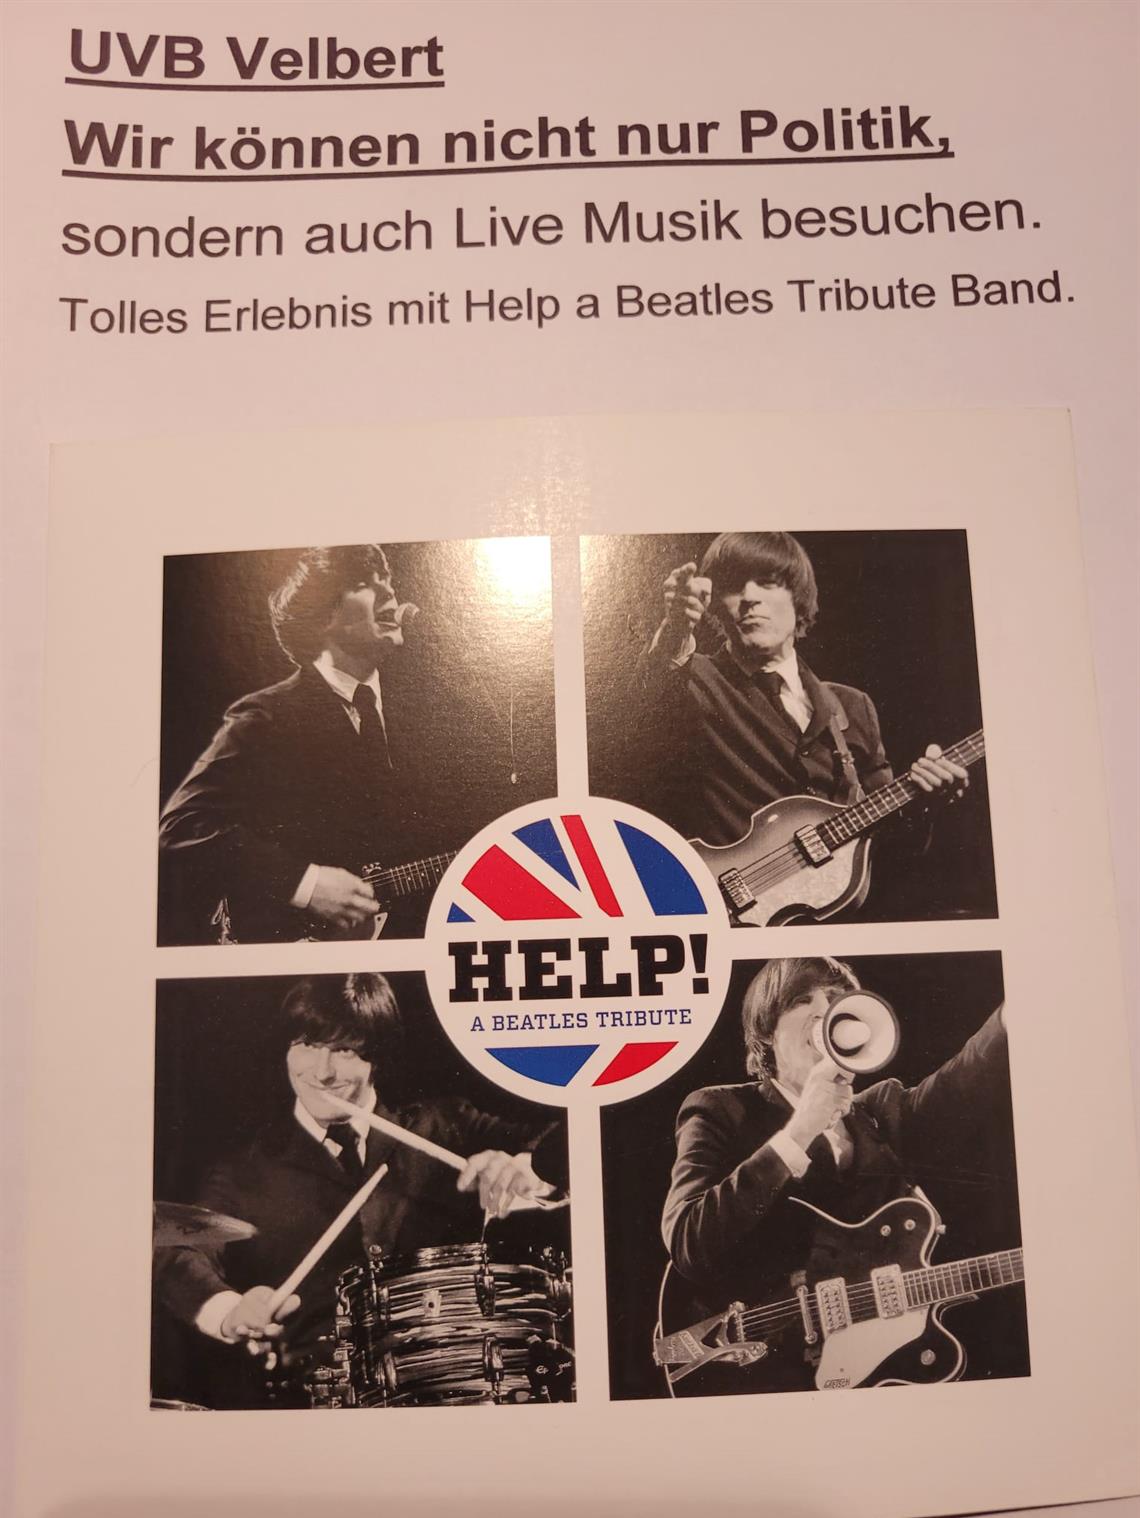 UVB Velbert
Wir können nicht nur Politik,
sondern auch Live Musik besuchen.
Tolles Erlebnis mit Help a Beatles Tribute Band.
HELP!
A BEATLES TRIBUTE
GRETSCH